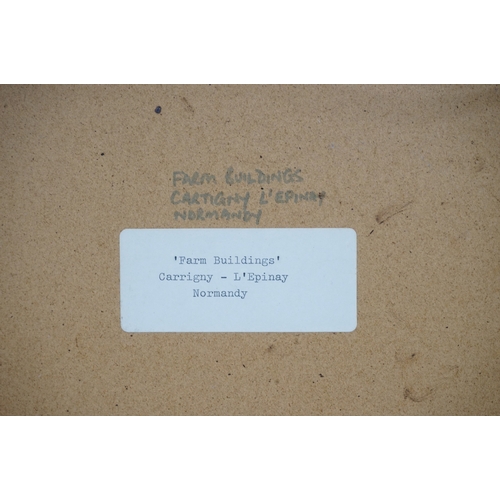 FARM BUILDINGS
CARTIGNY L'EPINAY
NORMANDY
'Farm Buildings'
Carrigny - L'Epinay
Normandy